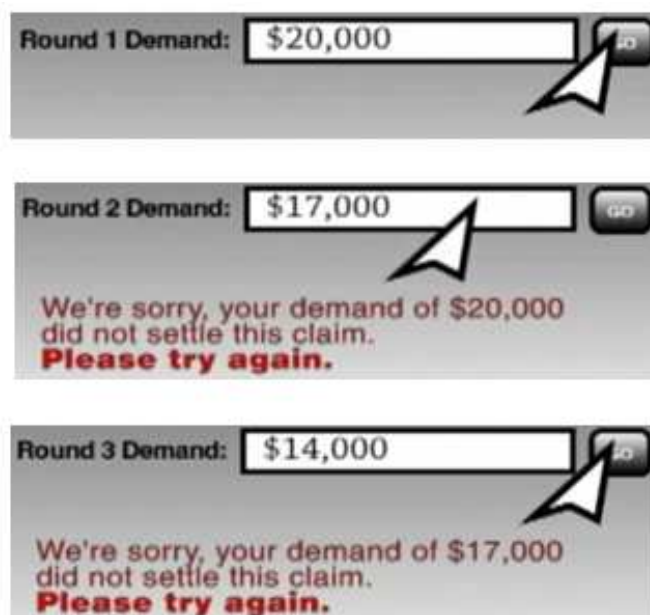 Round 1 Demand: $20,000 GO
Round 2 Demand: $17,000 GO
We're sorry, your demand of $20,000
did not settle this claim.
Please try again.
Round 3 Demand: $14,000 GO
We're sorry, your demand of $17,000
did not settle this claim.
Please try again.